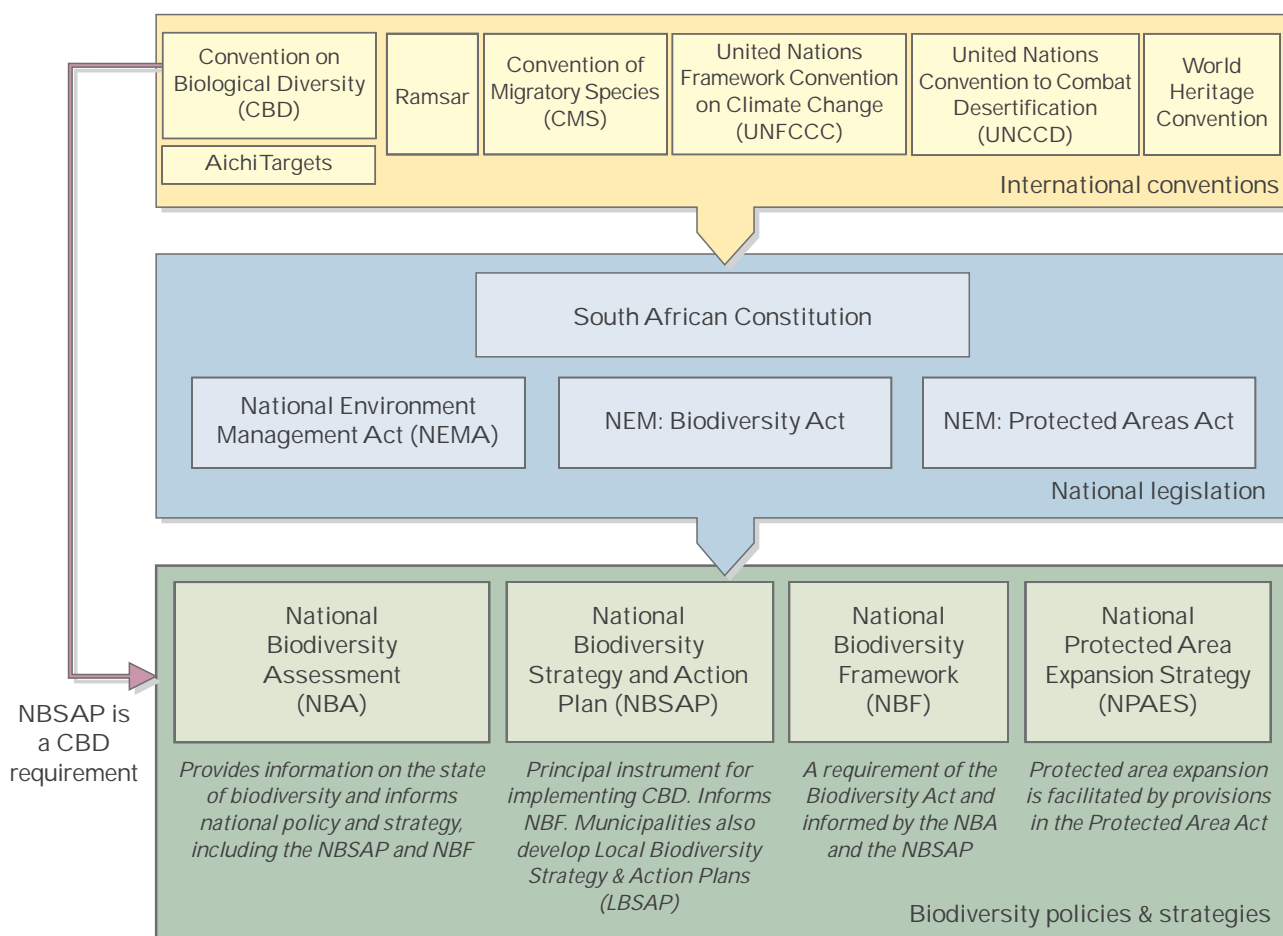 Convention on
Biological Diversity
(CBD)
Aichi Targets
Ramsar
Convention of
Migratory Species
(CMS)
United Nations
Framework Convention
on Climate Change
(UNFCCC)
United Nations
Convention to Combat
Desertification
(UNCCD)
World
Heritage
Convention
International conventions
South African Constitution
National Environment
Management Act (NEMA)
NEM: Biodiversity Act
NEM: Protected Areas Act
National legislation
NBSAP is
a CBD
requirement
National
Biodiversity
Assessment
(NBA)
Provides information on the state
of biodiversity and informs
national policy and strategy,
including the NBSAP and NBF
National
Biodiversity
Strategy and Action
Plan (NBSAP)
Principal instrument for
implementing CBD. Informs
NBF. Municipalities also
develop Local Biodiversity
Strategy & Action Plans
(LBSAP)
National
Biodiversity
Framework
(NBF)
A requirement of the
Biodiversity Act and
informed by the NBA
and the NBSAP
National
Protected Area
Expansion Strategy
(NPAES)
Protected area expansion
is facilitated by provisions
in the Protected Area Act
Biodiversity policies & strategies